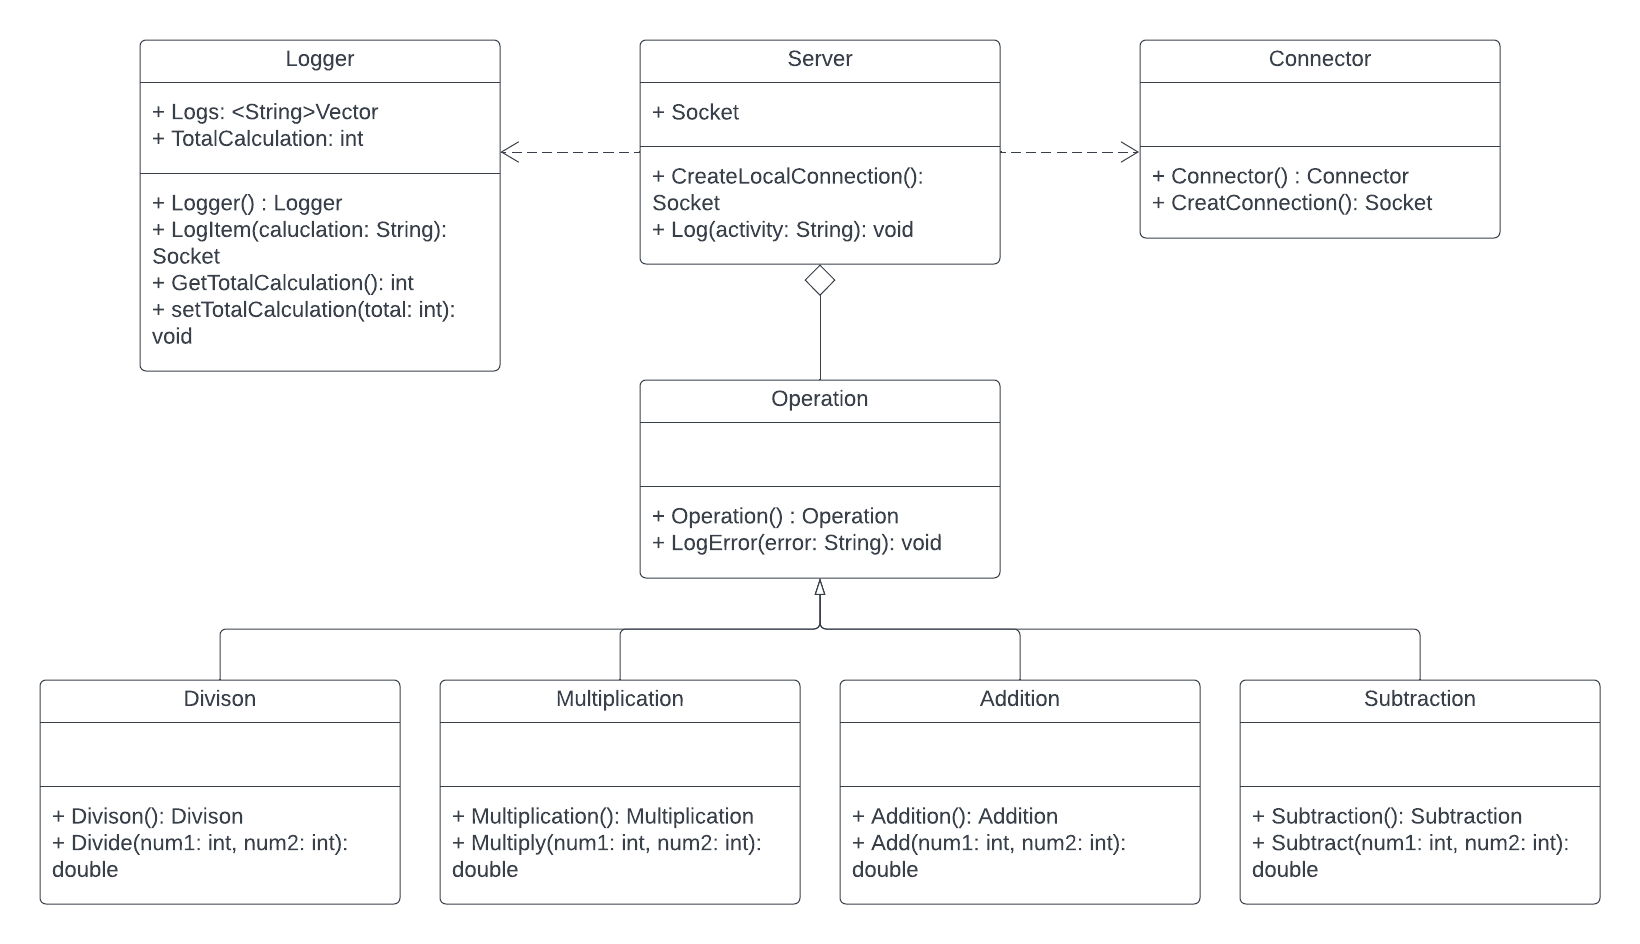 Logger
+ Logs: <String>Vector
+ TotalCalculation: int
+ Logger() : Logger
+ LogItem(caluclation: String):
Socket
+ GetTotalCalculation(): int
+ setTotalCalculation(total: int):
void
Server
+ Socket
+ CreateLocalConnection():
Socket
+ Log(activity: String): void
Connector
+ Connector() : Connector
+ CreatConnection(): Socket
Operation
+ Operation() : Operation
+ LogError(error: String): void
Divison
+ Divison(): Divison
+ Divide(num1: int, num2: int):
double
Multiplication
+ Multiplication(): Multiplication
+ Multiply(num1: int, num2: int):
double
Addition
+ Addition(): Addition
+ Add(num1: int, num2: int):
double
Subtraction
+ Subtraction(): Subtraction
+ Subtract(num1: int, num2: int):
double